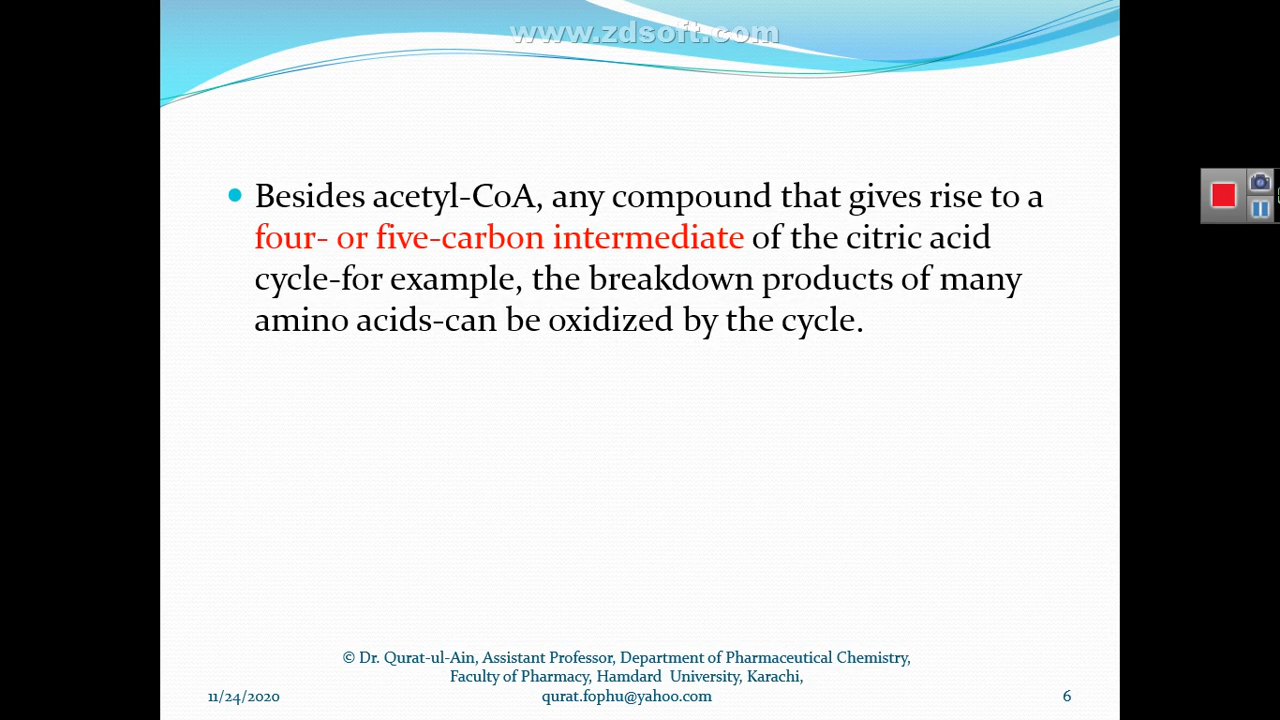 www.zdsoft.com
Besides acetyl-CoA, any compound that gives rise to a
four- or five-carbon intermediate of the citric acid
cycle-for example, the breakdown products of many
amino acids-can be oxidized by the cycle.
© Dr. Qurat-ul-Ain, Assistant Professor, Department of Pharmaceutical Chemistry,
Faculty of Pharmacy, Hamdard University, Karachi,
11/24/2020 qurat.fophu@yahoo.com 6